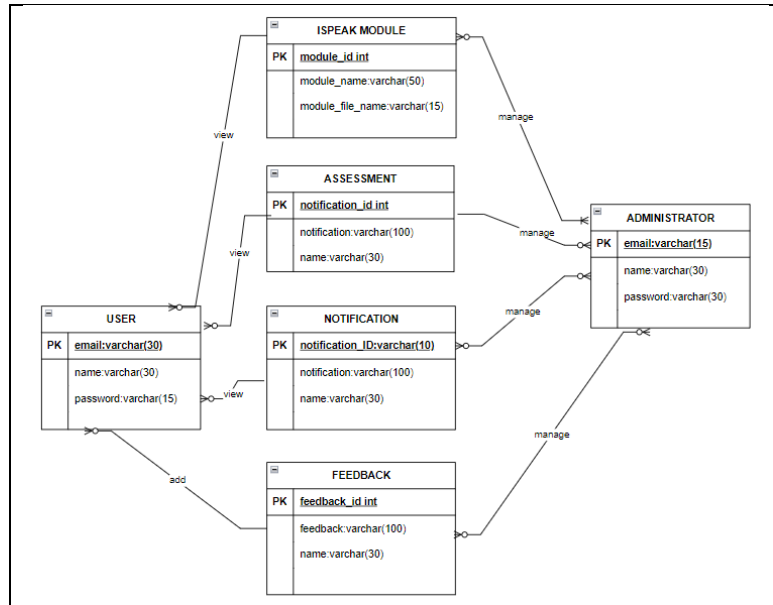 ISPEAK MODULE
PK module_id int
module_name:varchar(50)
module_file_name:varchar(15)
view
manage
ASSESSMENT
PK notification_id int
notification:varchar(100)
name:varchar(30)
view
manage
ADMINISTRATOR
PK email:varchar(15)
name:varchar(30)
password:varchar(30)
USER
PK email:varchar(30)
name:varchar(30)
password:varchar(15)
NOTIFICATION
PK notification_ID:varchar(10)
notification:varchar(100)
name:varchar(30)
view
manage
FEEDBACK
PK feedback_id int
feedback:varchar(100)
name:varchar(30)
add
manage